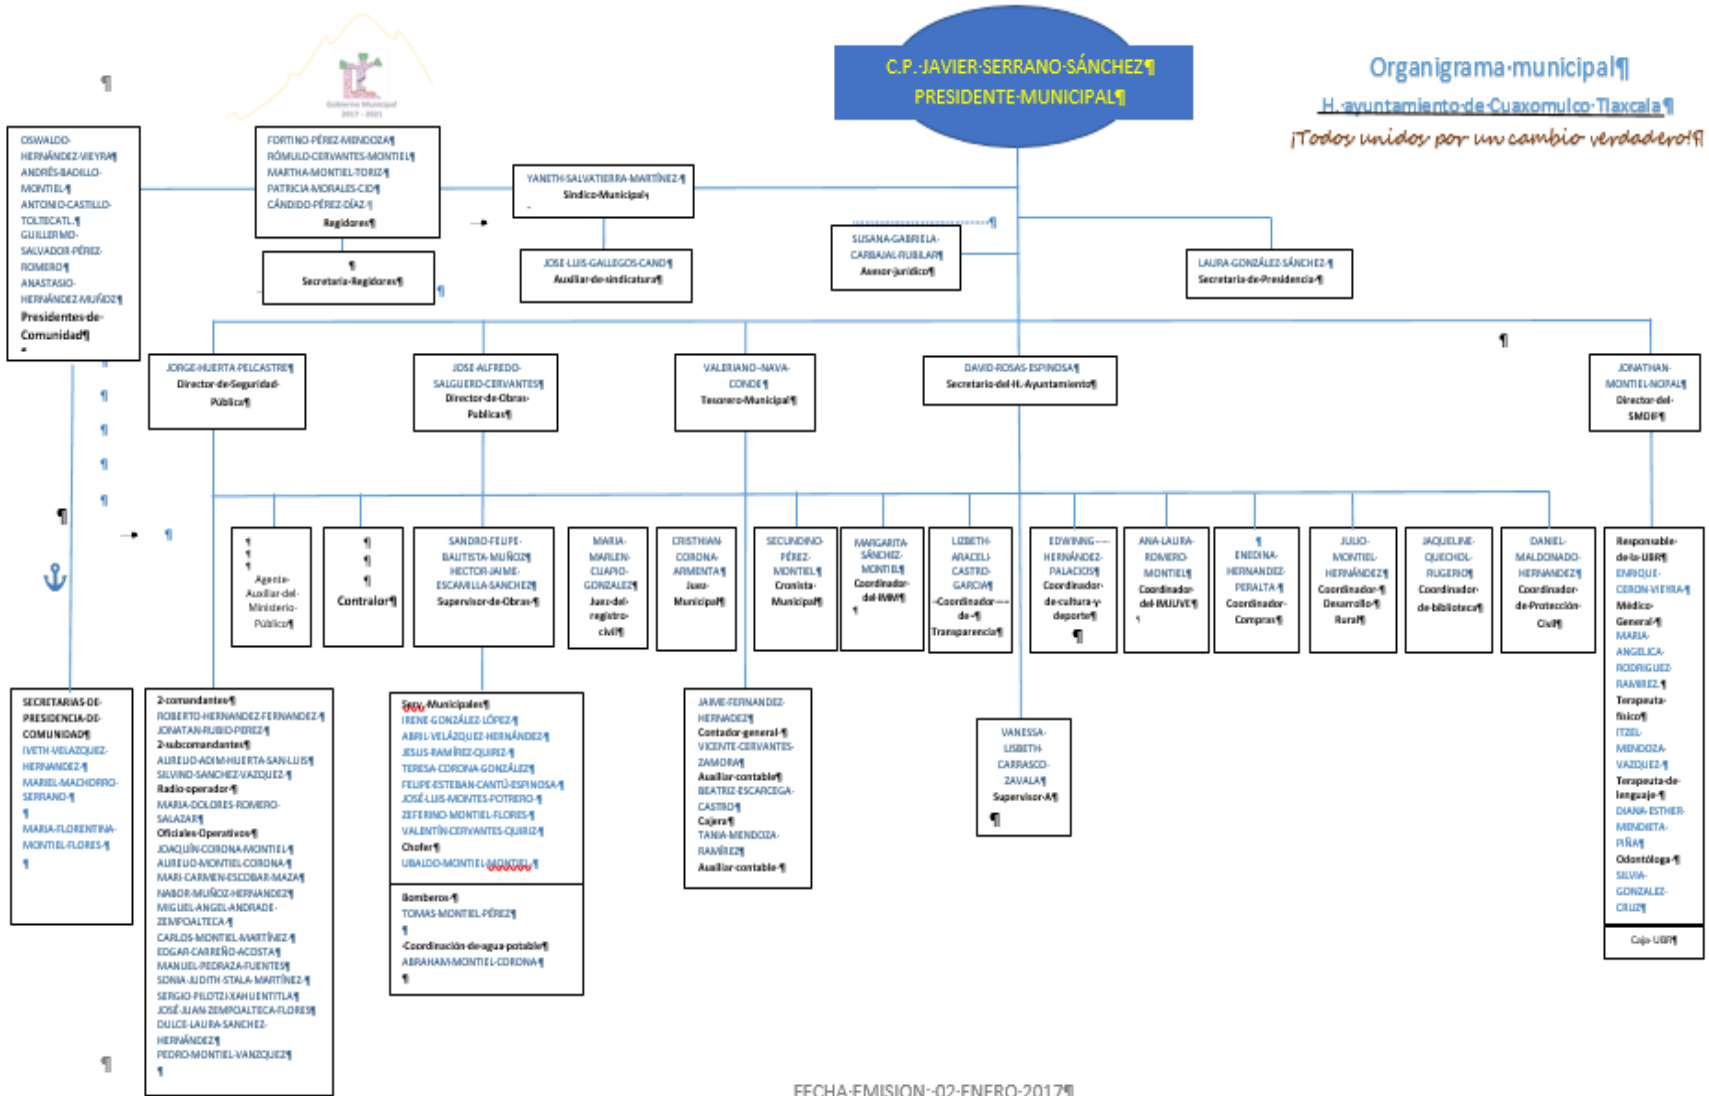 Gobierno Municipal
2017 - 2021
C.P. JAVIER SERRANO SÁNCHEZ¶
PRESIDENTE MUNICIPAL¶
Organigrama municipal¶
H. ayuntamiento de Cuaxomulco Tlaxcala¶
¡Todos unidos por un cambio verdadero!¶
OSWALDO
HERNÁNDEZ VIEYRA¶
ANDRÉS BADILLO
MONTIEL¶
ANTONIO CASTILLO
TOLTECATL¶
GUILLERMO
SALVADOR PÉREZ
ROMERO¶
ANASTASIO
HERNÁNDEZ MUÑOZ¶
Presidentes de
Comunidad¶
FORTINO PÉREZ MENDOZA¶
RÓMULO CERVANTES MONTIEL¶
MARTHA MONTIEL TORIZ¶
PATRICIA MORALES CID¶
CÁNDIDO PÉREZ DÍAZ¶
Regidores¶
¶
Secretaria Regidores¶
YANETH SALVATIERRA MARTÍNEZ¶
Síndico Municipal¶
JOSE LUIS GALLEGOS CANO¶
Auxiliar de sindicatura¶
SUSANA GABRIELA
CARBAJAL RUBILAR¶
Asesor jurídico¶
LAURA GONZÁLEZ SÁNCHEZ¶
Secretaria de Presidencia¶
JORGE HUERTA PELCASTRE¶
Director de Seguridad
Pública¶
JOSE ALFREDO
SALGUERO CERVANTES¶
Director de Obras
Publicas¶
VALERIANO NAVA
CONDE¶
Tesorero Municipal¶
DAVID ROSAS ESPINOSA¶
Secretario del H. Ayuntamiento¶
JONATHAN
MONTIEL NOPAL¶
Director del
SMDIF¶
Agente
Auxiliar del
Ministerio
Público¶
Contralor¶
SANDRO FELIPE
BAUTISTA MUÑOZ¶
HECTOR JAIME
ESCAMILLA SANCHEZ¶
Supervisor de Obras¶
MARIA
MARLEN
CUAPIO
GONZALEZ¶
Juez del
registro
civil¶
CRISTHIAN
CORONA
ARMENTA¶
Juez
Municipal¶
SECUNDINO
PÉREZ
MONTIEL¶
Cronista
Municipal¶
MARGARITA
SÁNCHEZ
MONTIEL¶
Coordinador
del IMM¶
LIZBETH
ARACELI
CASTRO
GARCIA¶
Coordinador
de ¶
Transparencia¶
EDWINNG
HERNÁNDEZ
PALACIOS¶
Coordinador
de cultura y
deporte¶
ANA LAURA
ROMERO
MONTIEL¶
Coordinador
del IMJUVE¶
ENEDINA
HERNANDEZ
PERALTA¶
Coordinador
Compras¶
JULIO
MONTIEL
HERNÁNDEZ¶
Coordinador¶
Desarrollo
Rural¶
JAQUELINE
QUECHOL
RUGERIO¶
Coordinador
de biblioteca¶
DANIEL
MALDONADO
HERNANDEZ¶
Coordinador
de Protección
Civil¶
Responsable
de la UBR¶
ENRIQUE
CERON VIEYRA¶
Médico
General¶
MARIA
ANGELICA
RODRIGUEZ
RAMIREZ¶
Terapeuta
físico¶
ITZEL
MENDOZA
VAZQUEZ¶
Terapeuta de
lenguaje¶
DIANA ESTHER
MENDIETA
PIÑA¶
Odontóloga¶
SILVIA
GONZALEZ
CRUZ¶
Caja UBR¶
SECRETARIAS DE
PRESIDENCIA DE
COMUNIDAD¶
IVETH VELAZQUEZ
HERNANDEZ¶
MARIEL MACHORRO
SERRANO¶
¶
MARIA FLORENTINA
MONTIEL FLORES¶
¶
2 comandantes¶
ROBERTO HERNANDEZ FERNANDEZ¶
JONATAN RUBIO PEREZ¶
2 subcomandantes¶
AURELIO ADIM HUERTA SAN LUIS¶
SILVINO SANCHEZ VAZQUEZ¶
Radio operador¶
MARIA DOLORES ROMERO
SALAZAR¶
Oficiales Operativos¶
JOAQUÍN CORONA MONTIEL¶
AURELIO MONTIEL CORONA¶
MARI CARMEN ESCOBAR MAZA¶
NABOR MUÑOZ HERNANDEZ¶
MIGUEL ANGEL ANDRADE
ZEMPOALTECA¶
CARLOS MONTIEL MARTÍNEZ¶
EDGAR CARREÑO ACOSTA¶
MANUEL PEDRAZA FUENTES¶
SONIA JUDITH STALA MARTÍNEZ¶
SERGIO PILOTZI XAHUENTITLA¶
JOSÉ JUAN ZEMPOALTECA FLORES¶
DULCE LAURA SANCHEZ
HERNÁNDEZ¶
PEDRO MONTIEL VANZQUEZ¶
¶
Serv. Municipales¶
IRENE GONZÁLEZ LÓPEZ¶
ABRIL VELÁZQUEZ HERNÁNDEZ¶
JESUS RAMÍREZ QUIRIZ¶
TERESA CORONA GONZÁLEZ¶
FELIPE ESTEBAN CANTÚ ESPINOSA¶
JOSÉ LUIS MONTES POTRERO¶
ZEFERINO MONTIEL FLORES¶
VALENTÍN CERVANTES QUIRIZ¶
Chofer¶
UBALDO MONTIEL MONTIEL¶
Bomberos¶
TOMAS MONTIEL PÉREZ¶
¶
Coordinación de agua potable¶
ABRAHAM MONTIEL CORONA¶
¶
JAIME FERNANDEZ
HERNADEZ¶
Contador general¶
VICENTE CERVANTES
ZAMORA¶
Auxiliar contable¶
BEATRIZ ESCARCEGA
CASTRO¶
Cajera¶
TANIA MENDOZA
RAMÍREZ¶
Auxiliar contable¶
VANESSA
LISBETH
CARRASCO
ZAVALA¶
Supervisor A¶
¶
FECHA EMISION: 02 ENERO 2017¶